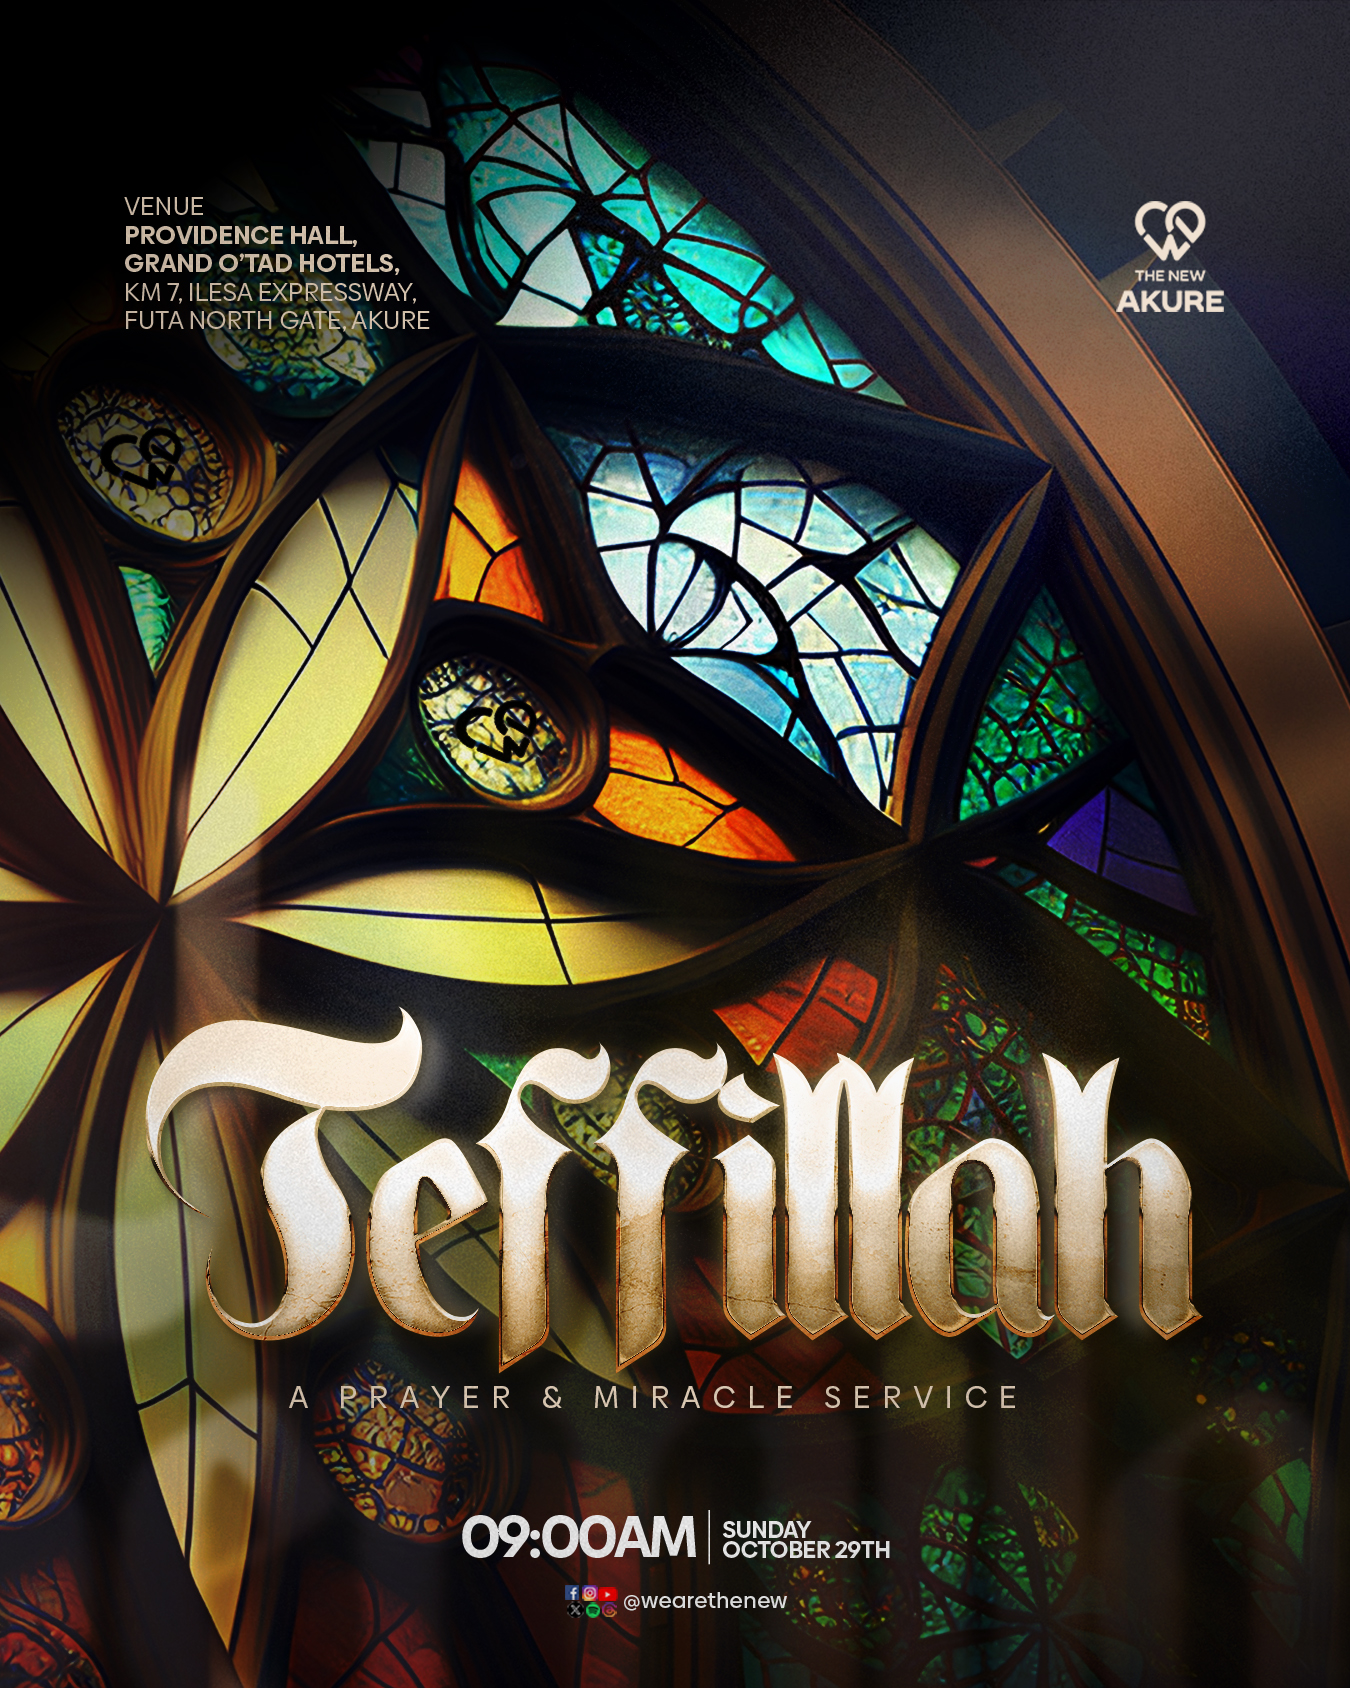 VENUE
PROVIDENCE HALL,
GRAND O'TAD HOTELS,
KM 7, ILESA EXPRESSWAY,
FUTA NORTH GATE, AKURE
THE NEW
AKURE
Teffillah
A PRAYER & MIRACLE SERVICE
09:00AM
SUNDAY
OCTOBER 29TH
@wearethenew